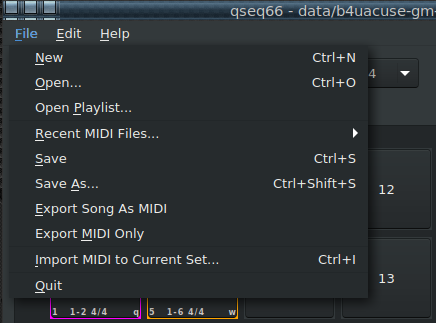 qseq66 - data/b4uacuse-gm-
File Edit Help
New Ctrl+N
4
Open... Ctrl+O
Open Playlist...
Recent MIDI Files...
Save Ctrl+S
Save As... Ctrl+Shift+S
12
Export Song As MIDI
Export MIDI Only
Import MIDI to Current Set... Ctrl+I
13
Quit
1 1-2 4/4 q 5 1-6 4/4 w